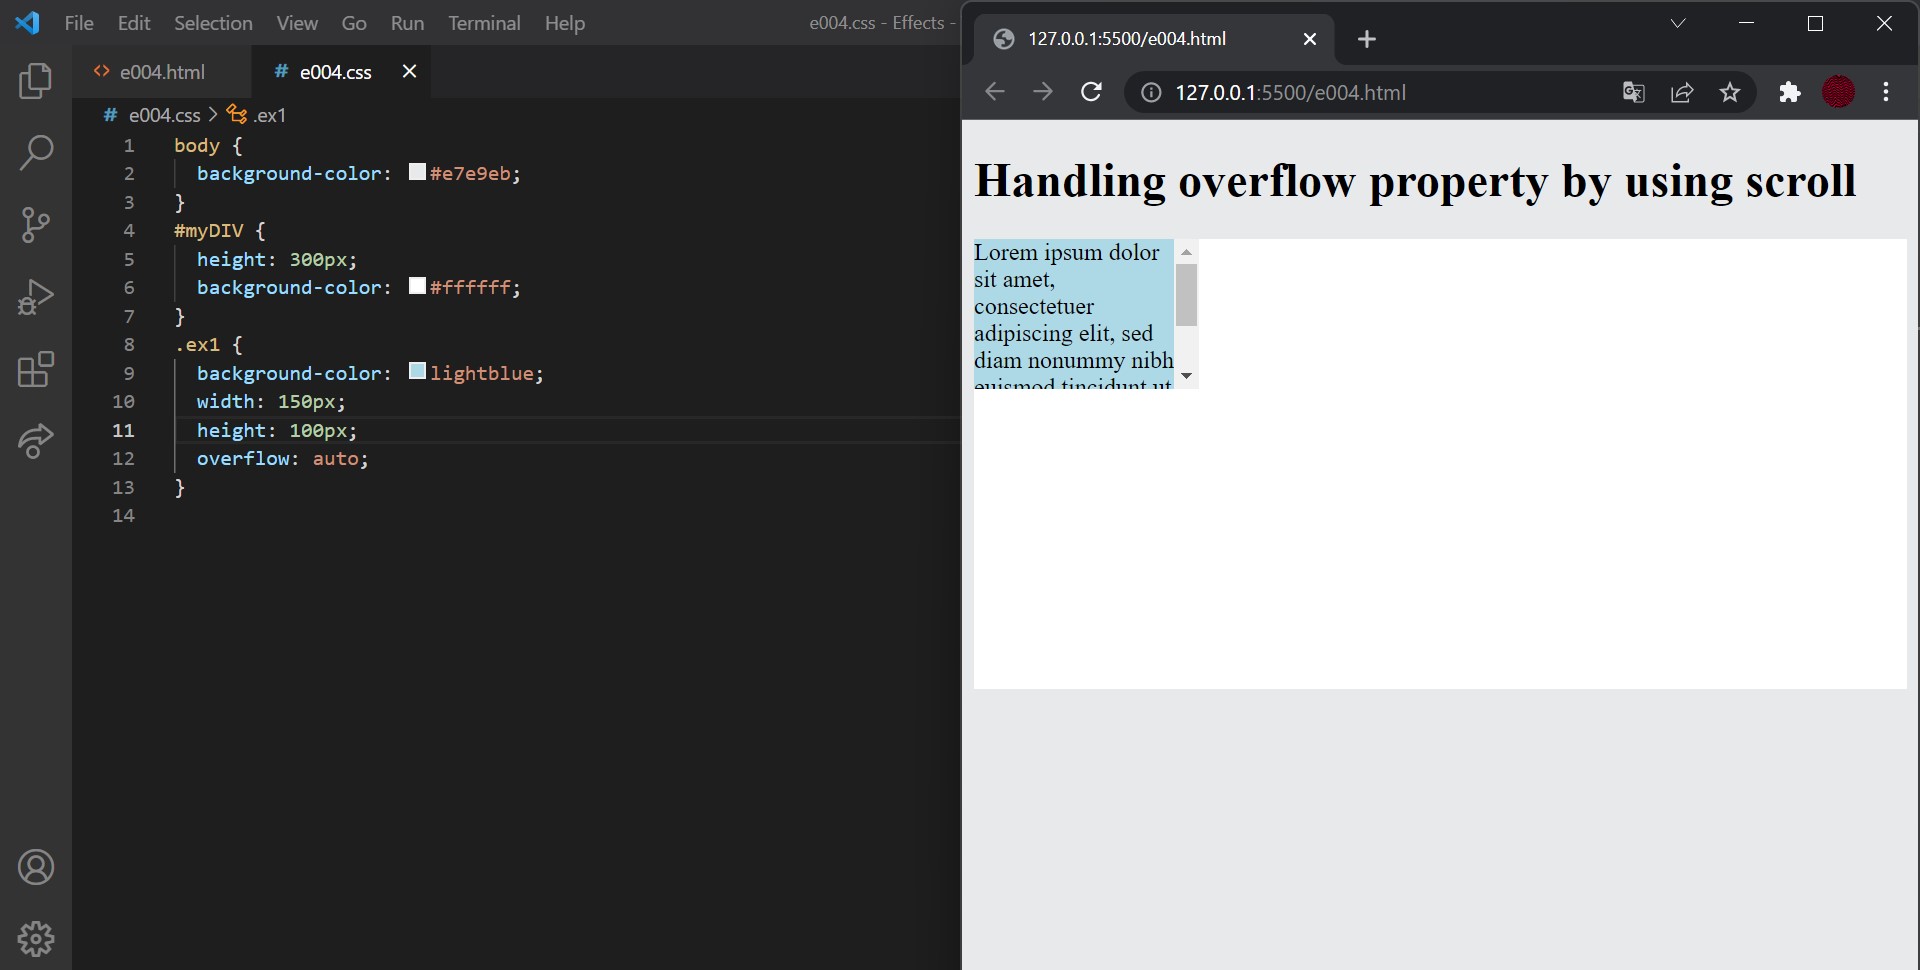 File Edit Selection View Go Run Terminal Help e004.css - Effects -
e004.html e004.css
e004.css > .ex1
1 body {
2 background-color: #e7e9eb;
3 }
4 #myDIV {
5 height: 300px;
6 background-color: #ffffff;
7 }
8 .ex1 {
9 background-color: lightblue;
10 width: 150px;
11 height: 100px;
12 overflow: auto;
13 }
14
127.0.0.1:5500/e004.html
127.0.0.1:5500/e004.html
Handling overflow property by using scroll
Lorem ipsum dolor
sit amet,
consectetuer
adipiscing elit, sed
diam nonummy nibh
euismod tincidunt ut